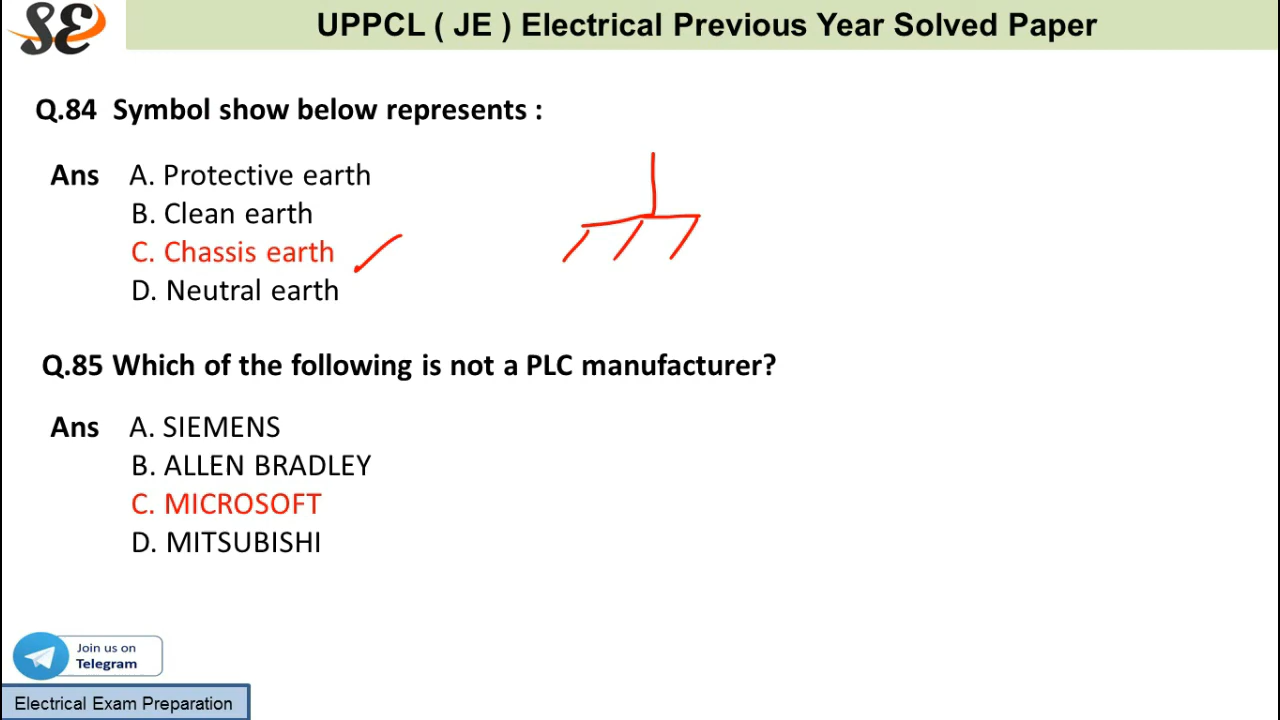 SE
UPPCL ( JE ) Electrical Previous Year Solved Paper
Q.84 Symbol show below represents :
Ans A. Protective earth
B. Clean earth
C. Chassis earth
D. Neutral earth
Q.85 Which of the following is not a PLC manufacturer?
Ans A. SIEMENS
B. ALLEN BRADLEY
C. MICROSOFT
D. MITSUBISHI
Join us on
Telegram
Electrical Exam Preparation